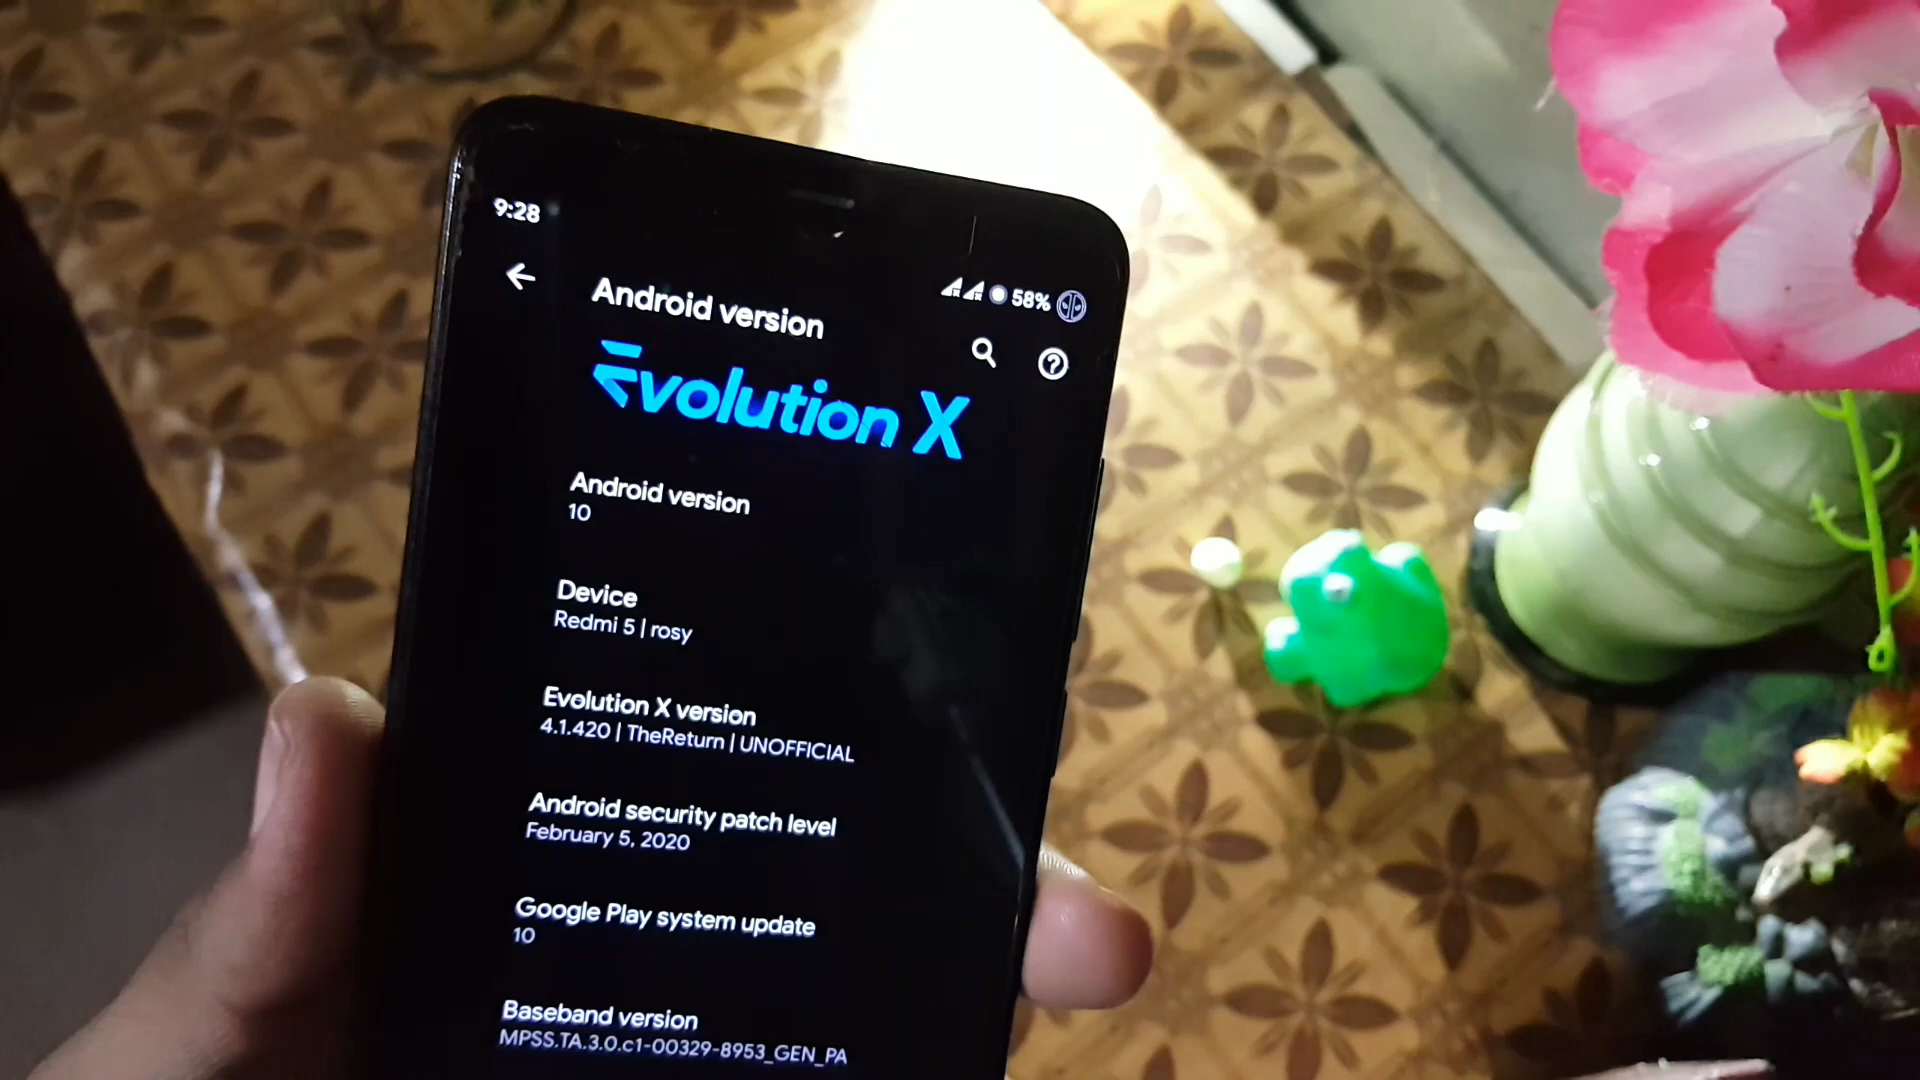 9:28
58%
Android version
Evolution X
Android version
10
Device
Redmi 5 | rosy
Evolution X version
4.1.420 | TheReturn | UNOFFICIAL
Android security patch level
February 5, 2020
Google Play system update
10
Baseband version
MPSS.TA.3.0.c1-00329-8953_GEN_PA